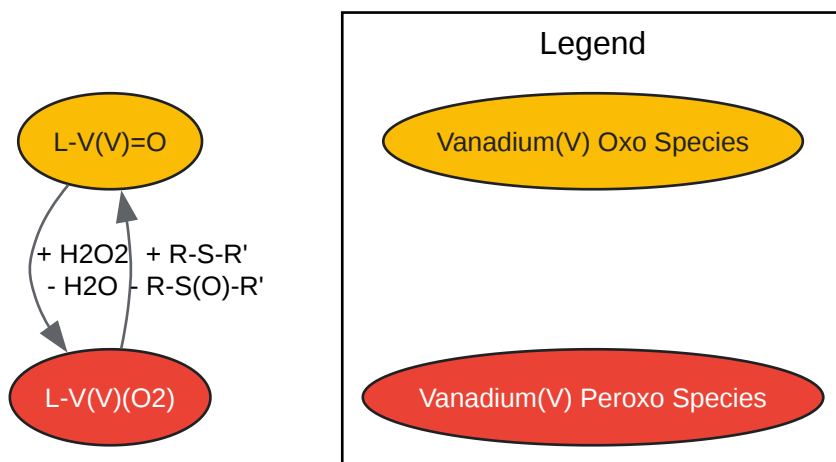 Legend
L-V(V)=O
Vanadium(V) Oxo Species
+ H2O2
- H2O
+ R-S-R'
- R-S(O)-R'
L-V(V)(O2)
Vanadium(V) Peroxo Species